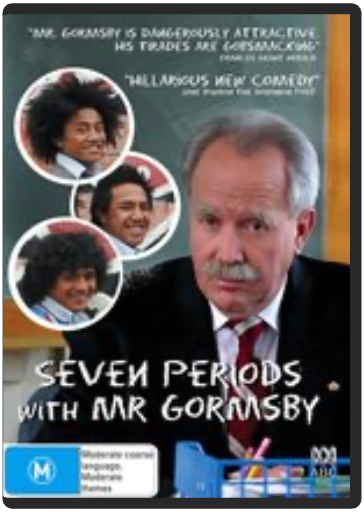 "MR. GORMSBY IS DANGEROUSLY ATTRACTIVE.
HIS TIRADES ARE GOBSMACKING"
"HILLARIOUS NEW COMEDY"
SEVEN PERIODS
WITH MR GORMSBY
M
Moderate coarse
language,
Moderate
themes
ABC